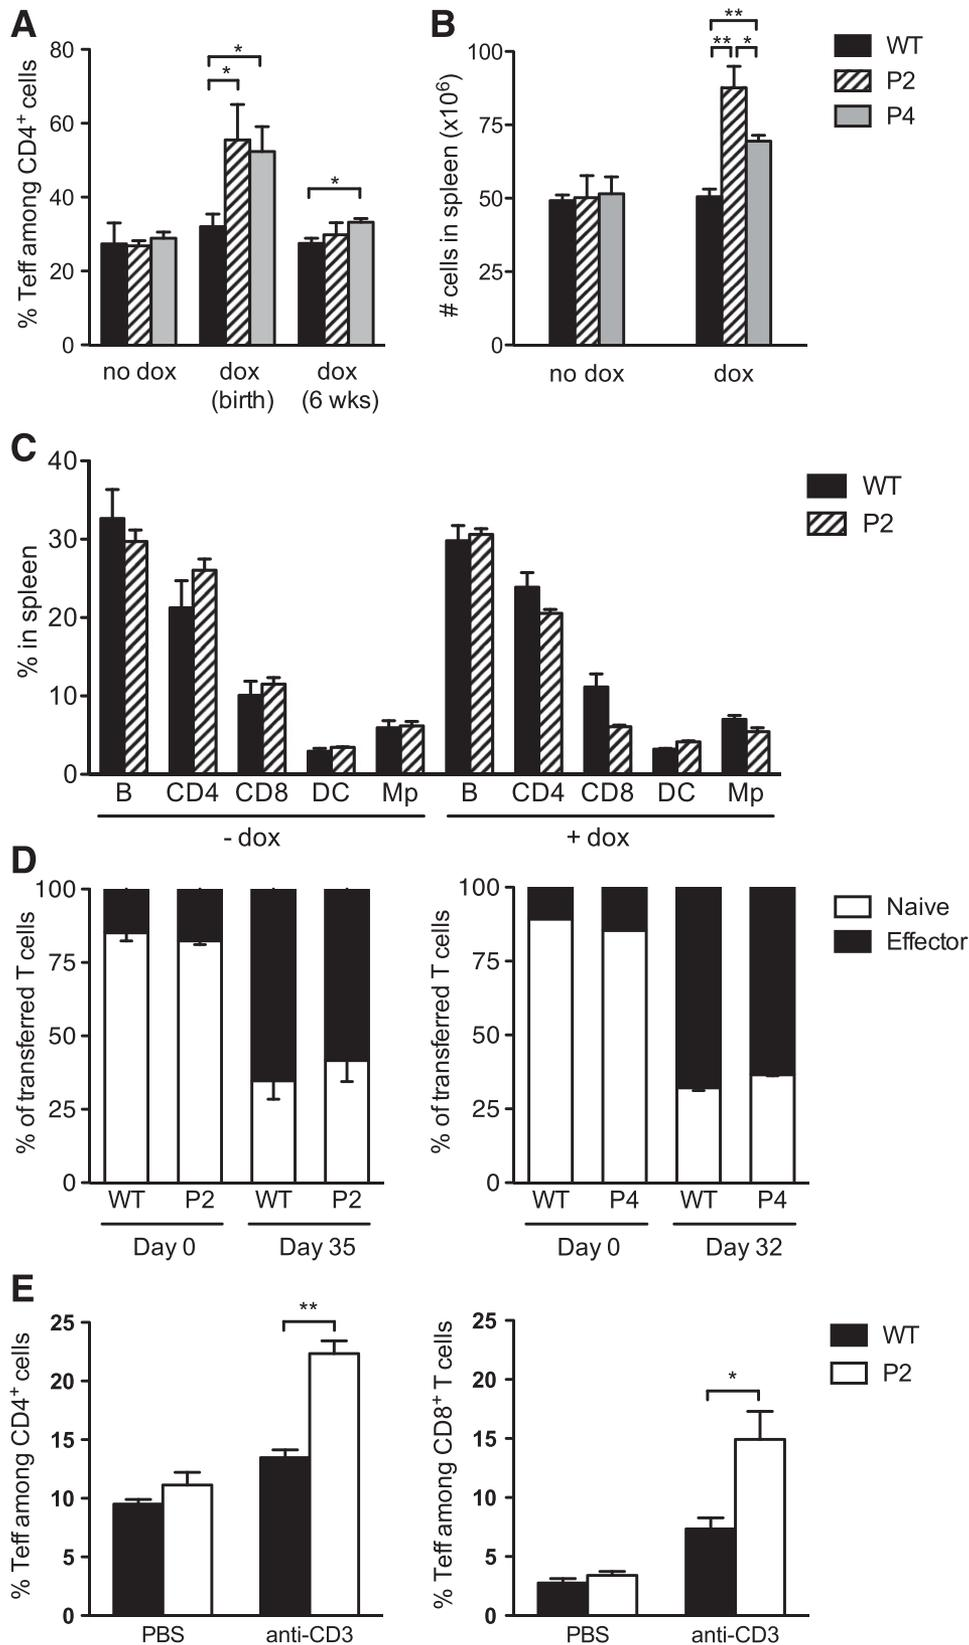 A
% Teff among CD4+ cells
80
60
40
20
0
*
*
*
no dox
dox
(birth)
dox
(6 wks)
B
# cells in spleen (x10⁶)
100
75
50
25
0
**
** *
no dox
dox
WT
P2
P4
C
% in spleen
40
30
20
10
0
B CD4 CD8 DC Mp B CD4 CD8 DC Mp
- dox + dox
WT
P2
D
% of transferred T cells
100
75
50
25
0
WT P2 WT P2
Day 0 Day 35
% of transferred T cells
100
75
50
25
0
WT P4 WT P4
Day 0 Day 32
Naive
Effector
E
% Teff among CD4+ cells
25
20
15
10
5
0
**
PBS anti-CD3
% Teff among CD8+ T cells
25
20
15
10
5
0
*
PBS anti-CD3
WT
P2